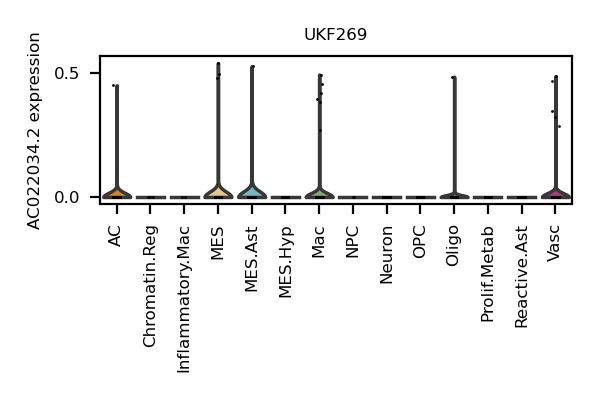 UKF269
AC022034.2 expression
0.5
0.0
AC
Chromatin.Reg
Inflammatory.Mac
MES
MES.Ast
MES.Hyp
Mac
NPC
Neuron
OPC
Oligo
Prolif.Metab
Reactive.Ast
Vasc